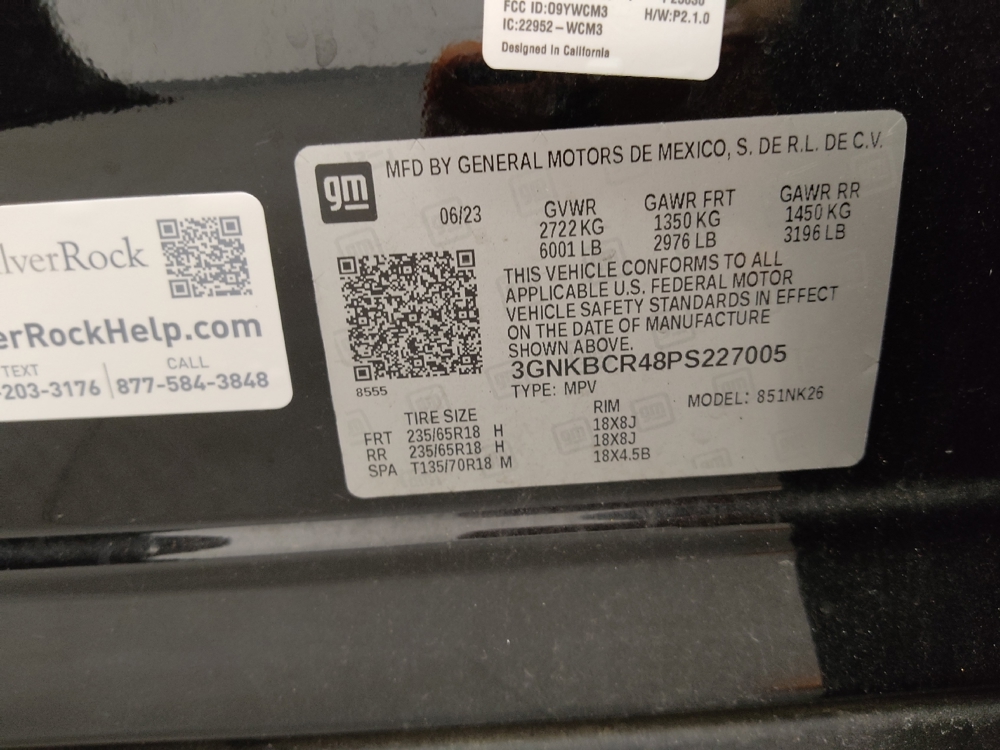 FCC ID:O9YWCM3
H/W:P2.1.0
IC:22952-WCM3
Designed in California
gm
MFD BY GENERAL MOTORS DE MEXICO, S. DE R.L. DE C.V.
06/23
GVWR
2722 KG
6001 LB
GAWR FRT
1350 KG
2976 LB
GAWR RR
1450 KG
3196 LB
THIS VEHICLE CONFORMS TO ALL
APPLICABLE U.S. FEDERAL MOTOR
VEHICLE SAFETY STANDARDS IN EFFECT
ON THE DATE OF MANUFACTURE
SHOWN ABOVE.
3GNKBCR48PS227005
TYPE: MPV
MODEL: 851NK26
8555
TIRE SIZE RIM
FRT 235/65R18 H 18X8J
RR 235/65R18 H 18X8J
SPA T135/70R18 M 18X4.5B
lverRock
erRockHelp.com
TEXT CALL
-203-3176 877-584-3848